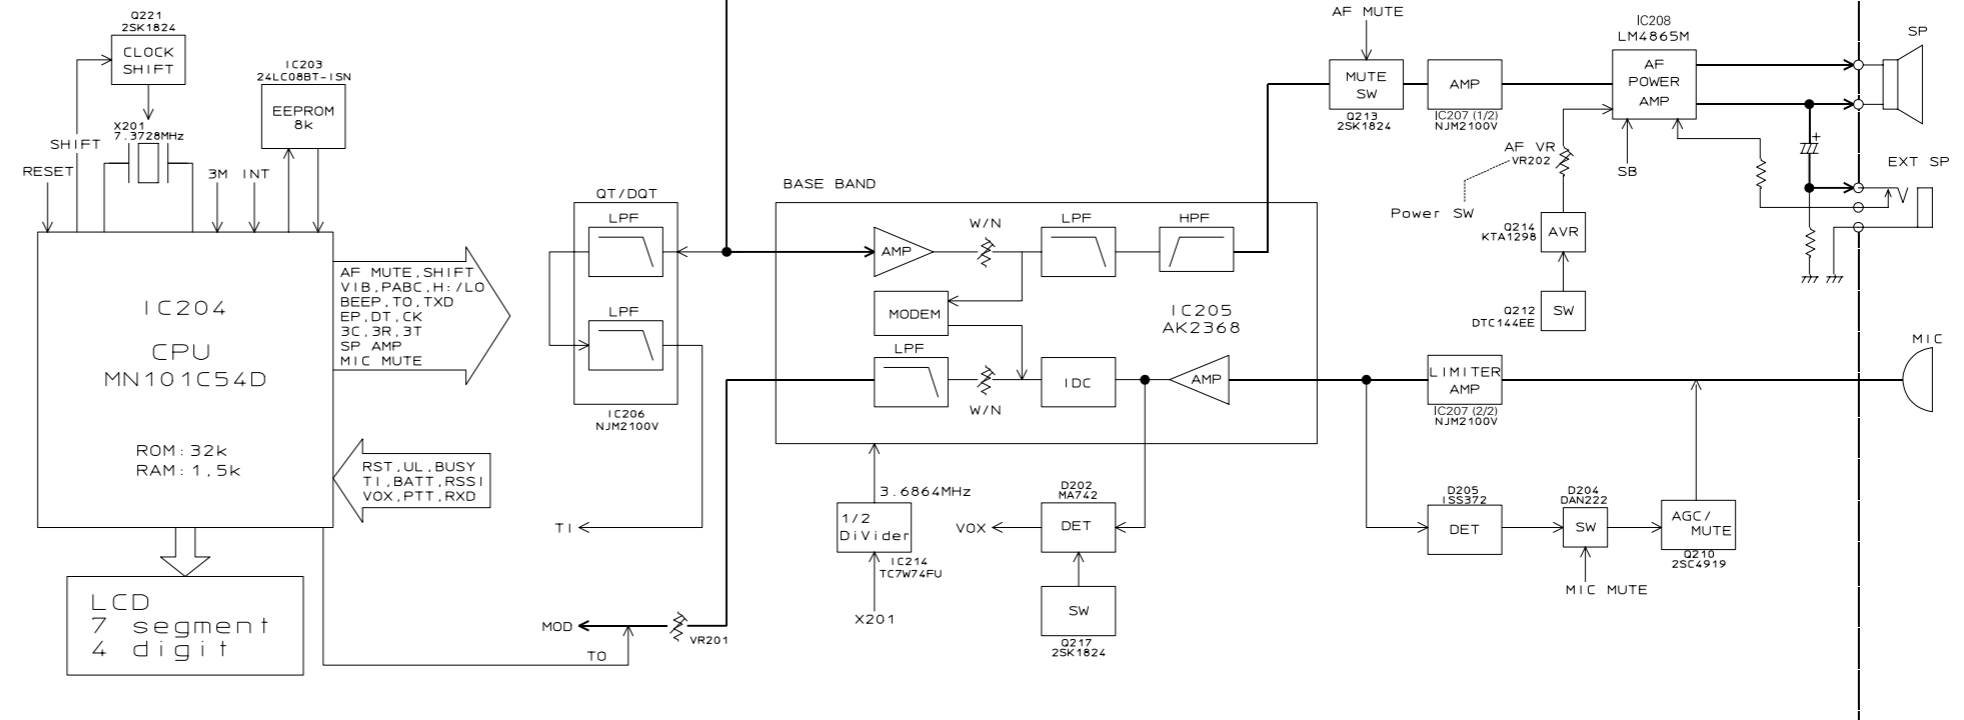 Q221
2SK1824
CLOCK
SHIFT
IC203
24LC08BT-ISN
EEPROM
8k
X201
7.3728MHz
SHIFT
RESET
3M
INT
IC204
CPU
MN101C54D
ROM:32k
RAM:1,5k
AF MUTE,SHIFT
VIB,PABC,H:/LO
BEEP,TO,TXD
EP,DT,CK
3C,3R,3T
SP AMP
MIC MUTE
RST,UL,BUSY
TI,BATT,RSSI
VOX,PTT,RXD
LCD
7 segment
4 digit
QT/DQT
LPF
LPF
IC206
NJM2100V
TI
MOD
TO
VR201
BASE BAND
AMP
W/N
LPF
HPF
MODEM
IC205
AK2368
LPF
W/N
IDC
AMP
3.6864MHz
1/2
DiVider
IC214
TC7W74FU
X201
VOX
D202
MA742
DET
SW
Q217
2SK1824
AF MUTE
MUTE
SW
Q213
2SK1824
AMP
IC207 (1/2)
NJM2100V
IC208
LM4865M
AF
POWER
AMP
SP
AF VR
VR202
SB
Power SW
Q214
KTA1298
AVR
Q212
DTC144EE
SW
+
EXT SP
MIC
LIMITER
AMP
IC207 (2/2)
NJM2100V
D205
ISS372
DET
D204
DAN222
SW
MIC MUTE
AGC/
MUTE
Q210
2SC4919